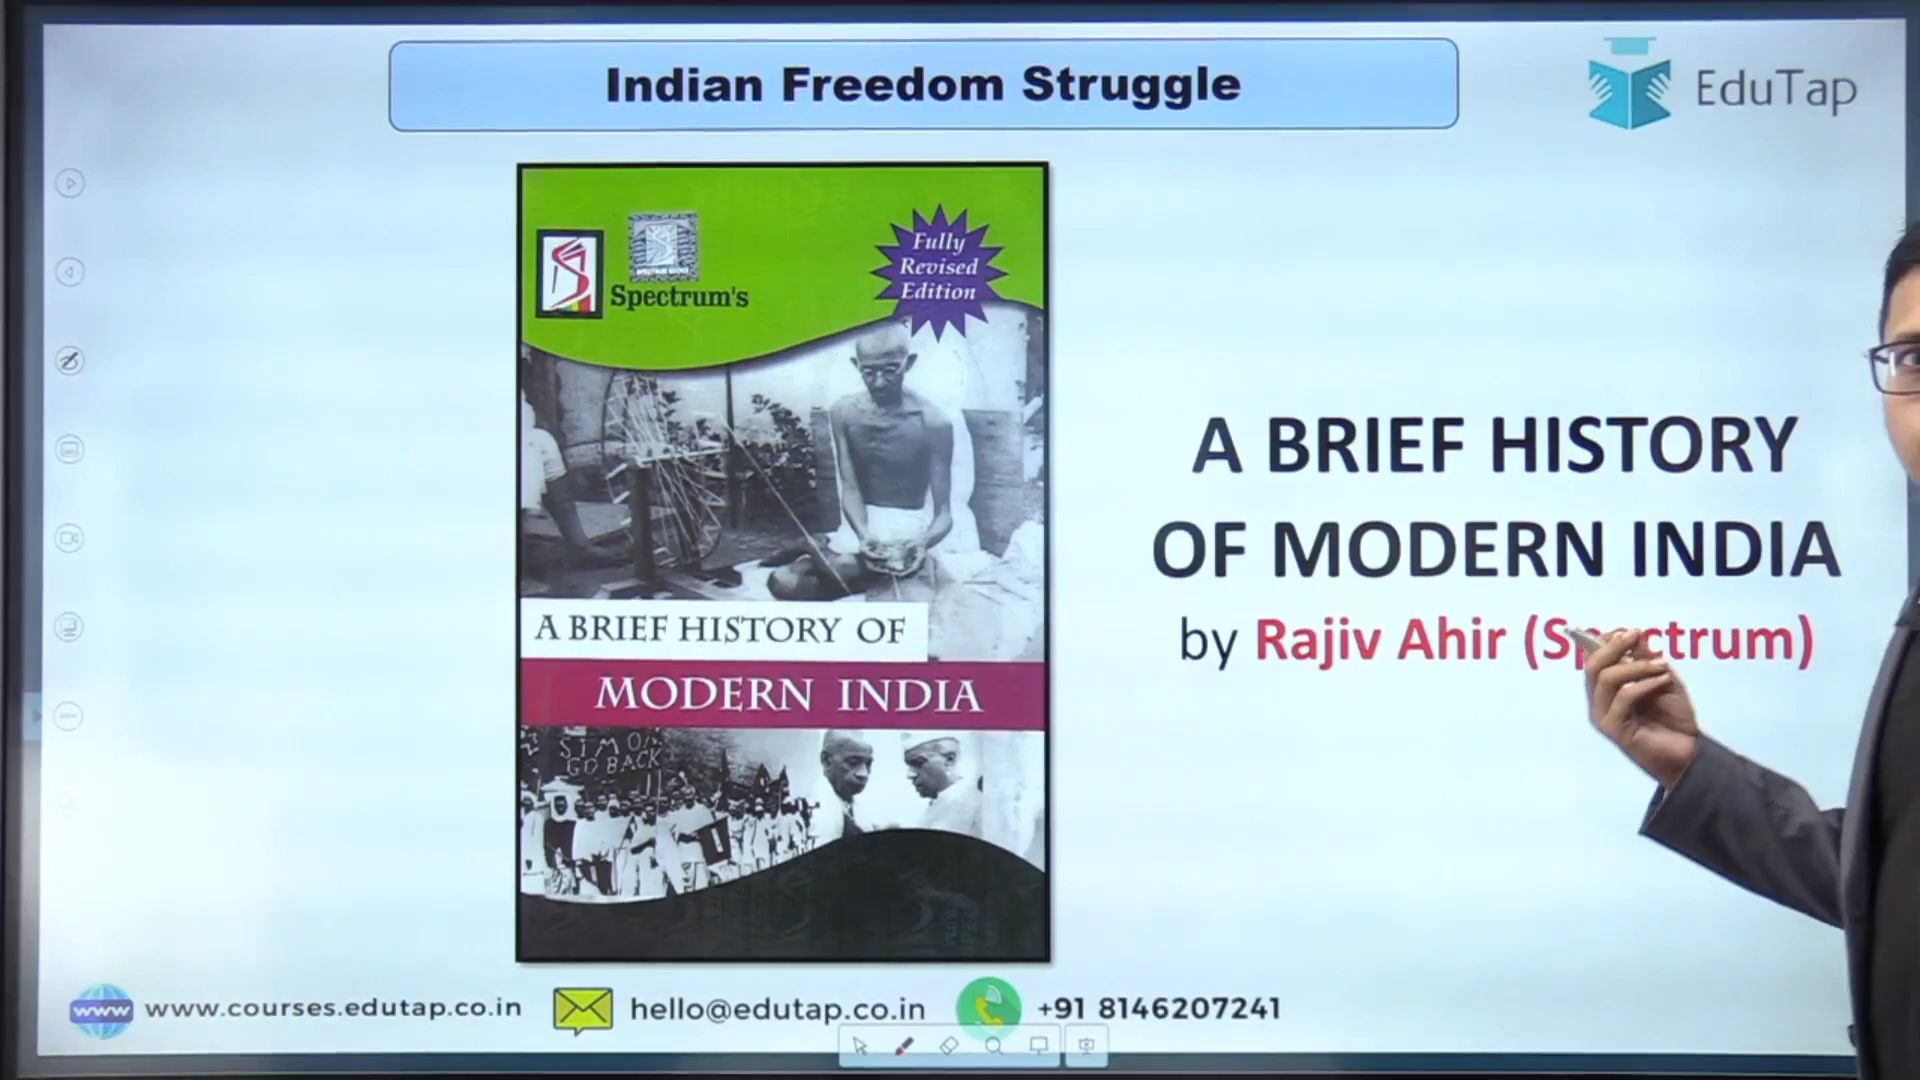 Indian Freedom Struggle
EduTap
Spectrum's
Fully
Revised
Edition
A BRIEF HISTORY OF
MODERN INDIA
SIMON
GO BACK
A BRIEF HISTORY
OF MODERN INDIA
by Rajiv Ahir (Spectrum)
www
www.courses.edutap.co.in
hello@edutap.co.in
+91 8146207241